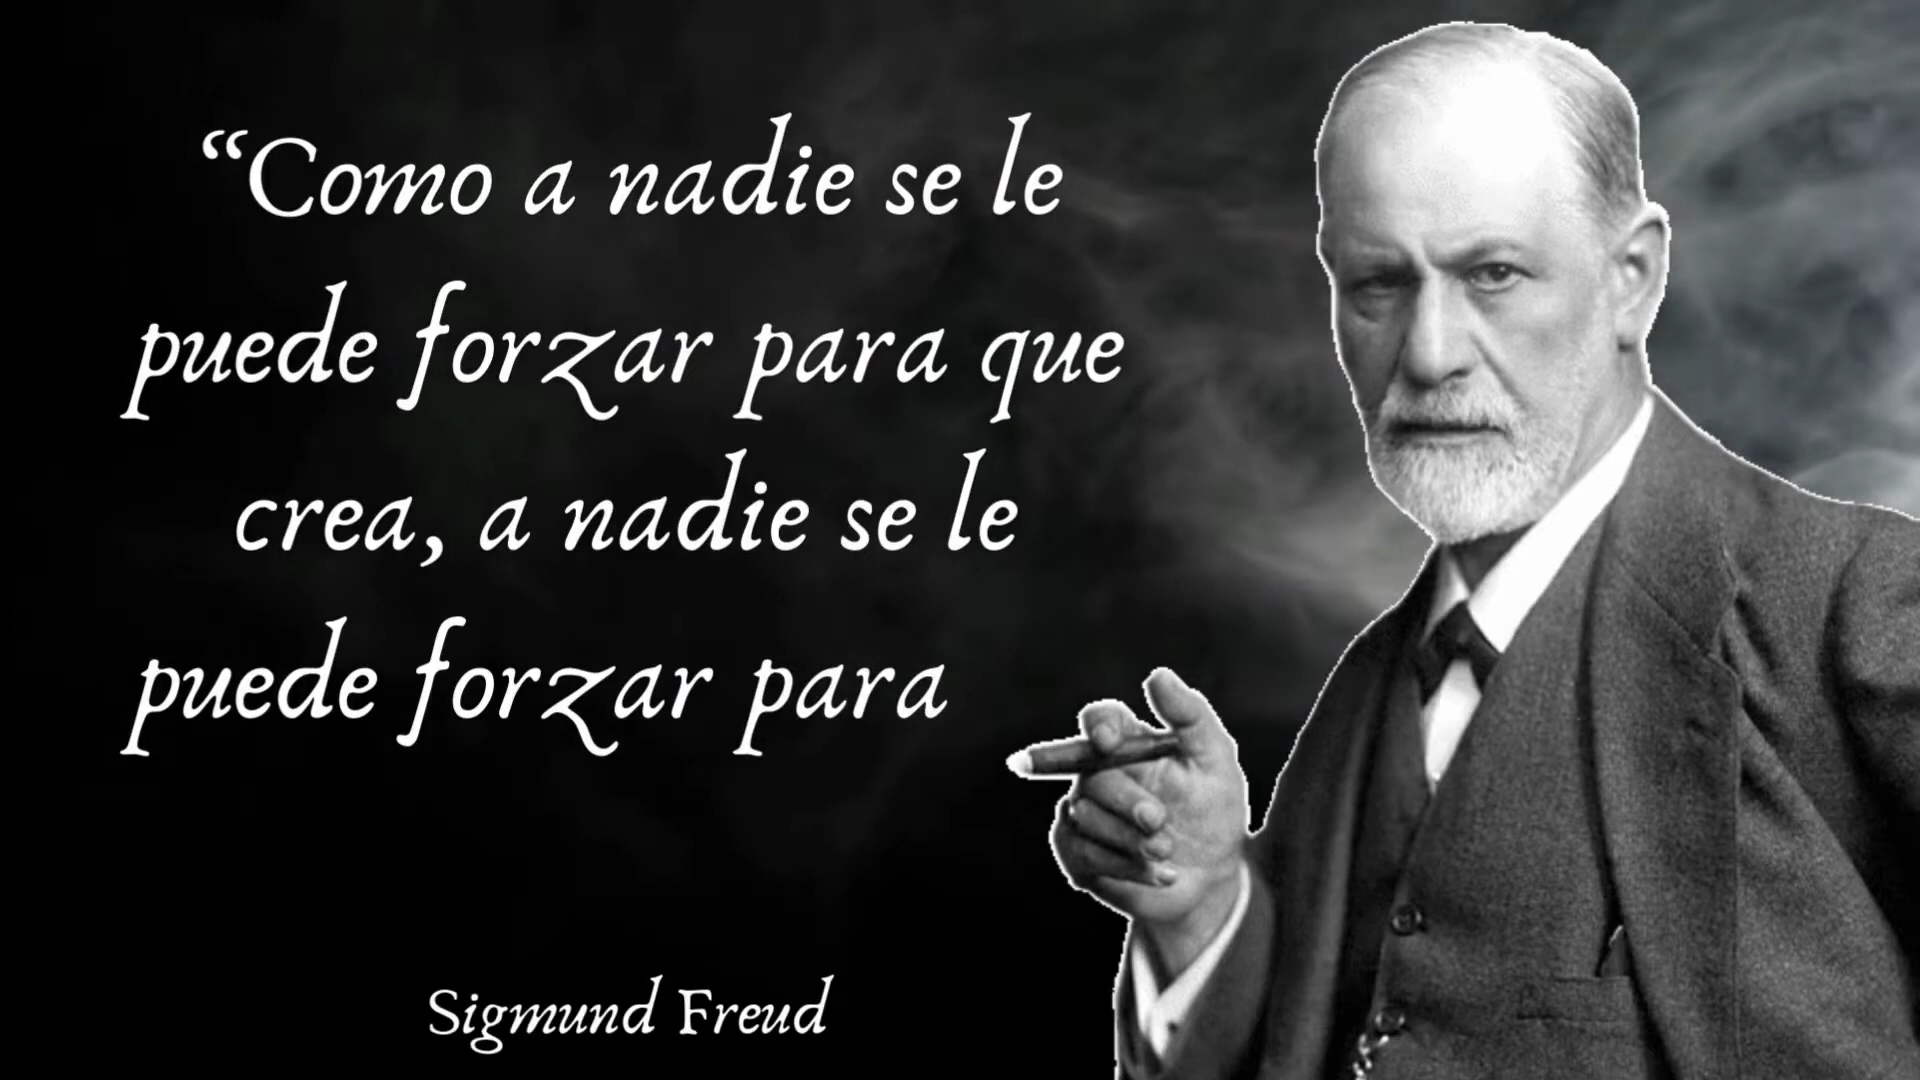 “Como a nadie se le
puede forzar para que
crea, a nadie se le
puede forzar para
Sigmund Freud